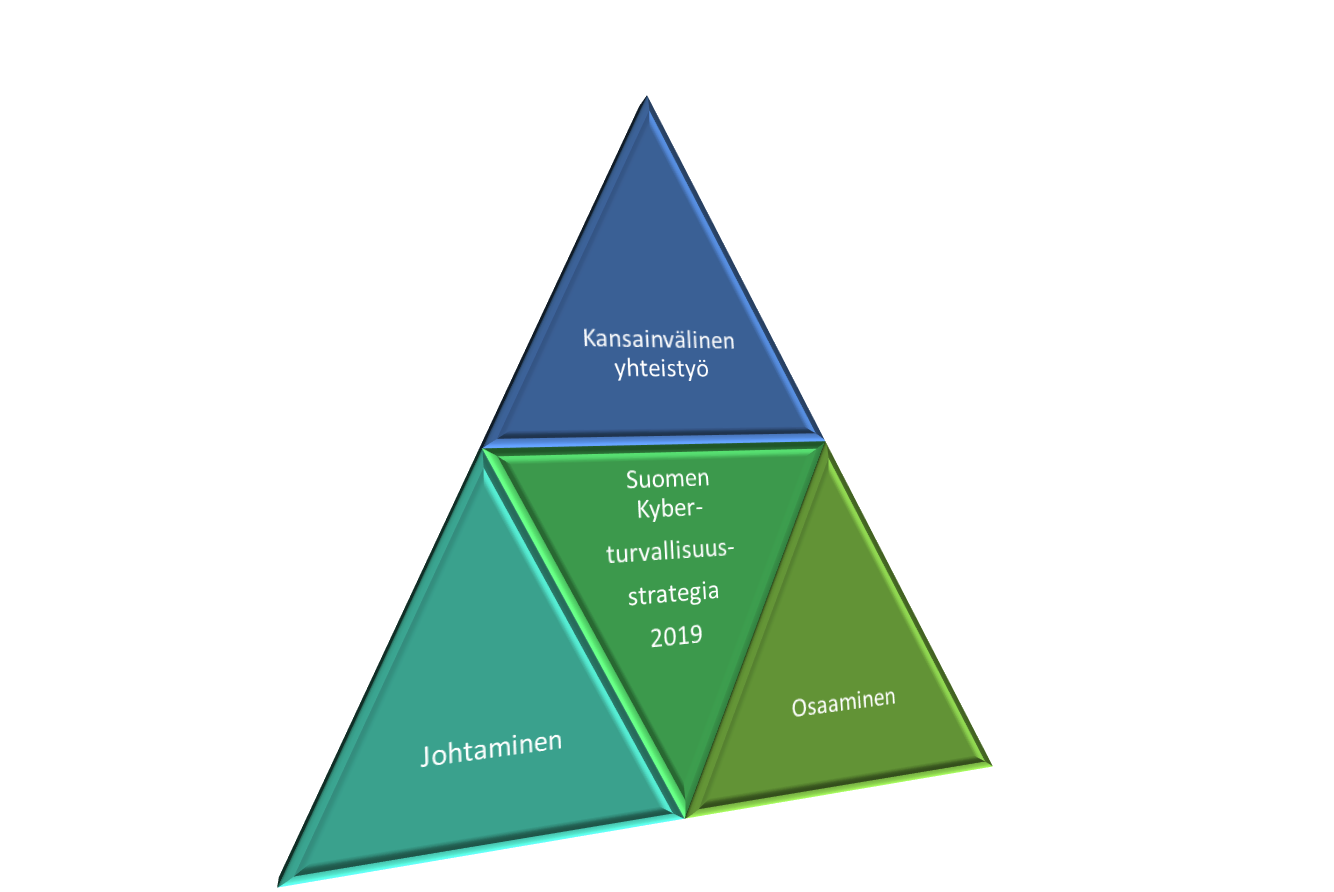 Kansainvälinen
yhteistyö
Suomen
Kyber-
turvallisuus-
strategia
2019
Johtaminen
Osaaminen